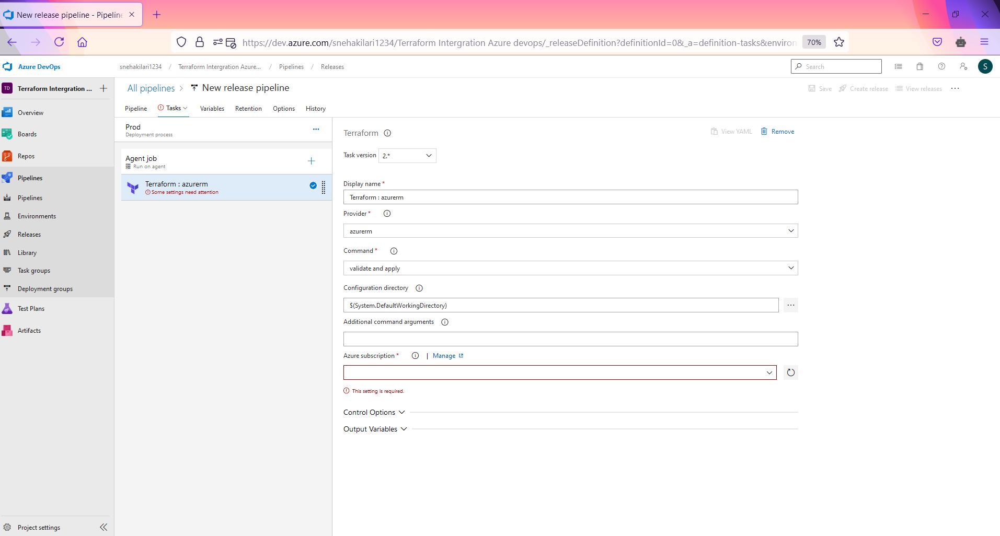 New release pipeline - Pipeline
https://dev.azure.com/snehakilari1234/Terraform Intergration Azure devops/_releaseDefinition?definitionId=0&_a=definition-tasks&environ
70%
Azure DevOps
snehakilari1234 / Terraform Intergration Azure... / Pipelines / Releases
Search
S
TD
Terraform Intergration ...
All pipelines > New release pipeline
Save
Create release
View releases
Pipeline
Tasks
Variables
Retention
Options
History
Overview
Boards
Repos
Pipelines
Pipelines
Environments
Releases
Library
Task groups
Deployment groups
Test Plans
Artifacts
Project settings
Prod
Deployment process
Agent job
Run on agent
Terraform : azurerm
Some settings need attention
Terraform
View YAML
Remove
Task version
2.*
Display name *
Terraform : azurerm
Provider *
azurerm
Command *
validate and apply
Configuration directory
$(System.DefaultWorkingDirectory)
Additional command arguments
Azure subscription * | Manage
This setting is required.
Control Options
Output Variables